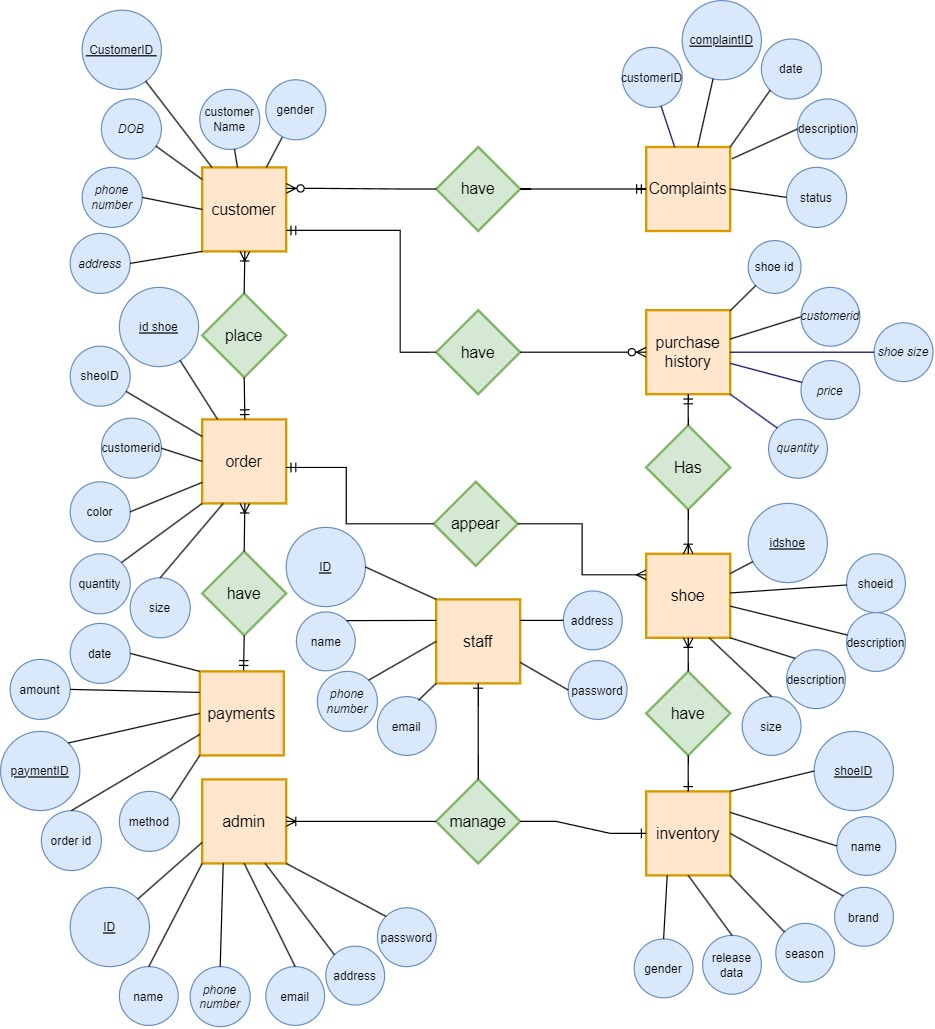 CustomerID
complaintID
customerID
date
DOB
customer
Name
gender
description
phone
number
customer
have
Complaints
status
address
shoe id
id shoe
place
have
purchase
history
customerid
shoe size
sheoID
price
customerid
order
quantity
Has
color
appear
idshoe
quantity
size
have
ID
staff
address
shoe
shoeid
description
name
date
phone
number
email
password
description
size
amount
payments
have
paymentID
order id
method
admin
manage
inventory
shoeID
name
brand
ID
name
phone
number
email
address
password
gender
release
data
season